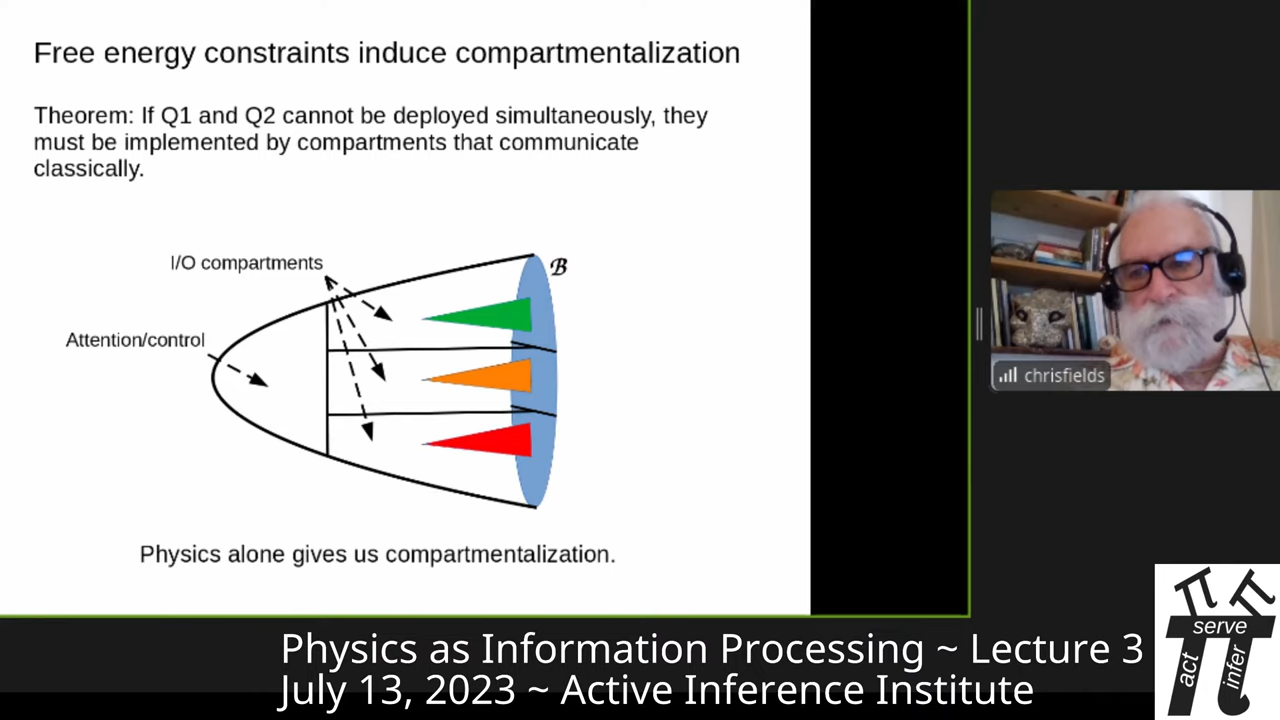 Free energy constraints induce compartmentalization
Theorem: If Q1 and Q2 cannot be deployed simultaneously, they
must be implemented by compartments that communicate
classically.
I/O compartments
ℬ
Attention/control
Physics alone gives us compartmentalization.
chrisfields
Physics as Information Processing ~ Lecture 3
July 13, 2023 ~ Active Inference Institute
serve
act
infer